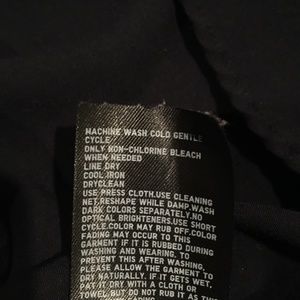 MACHINE WASH COLD GENTLE
CYCLE
ONLY NON-CHLORINE BLEACH
WHEN NEEDED
LINE DRY
COOL IRON
DRYCLEAN
USE PRESS CLOTH.USE CLEANING
NET.RESHAPE WHILE DAMP.WASH
DARK COLORS SEPARATELY.NO
OPTICAL BRIGHTENERS.USE SHORT
CYCLE.COLOR MAY RUB OFF.COLOR
FADING MAY OCCUR TO THIS
GARMENT IF IT IS RUBBED DURING
WASHING AND WEARING. TO
PREVENT THIS AFTER WASHING,
PLEASE ALLOW THE GARMENT TO
DRY NATURALLY. IF IT GETS WET,
PAT IT DRY WITH A CLOTH OR
TOWEL BUT DO NOT RUB IT AS THIS
FADING